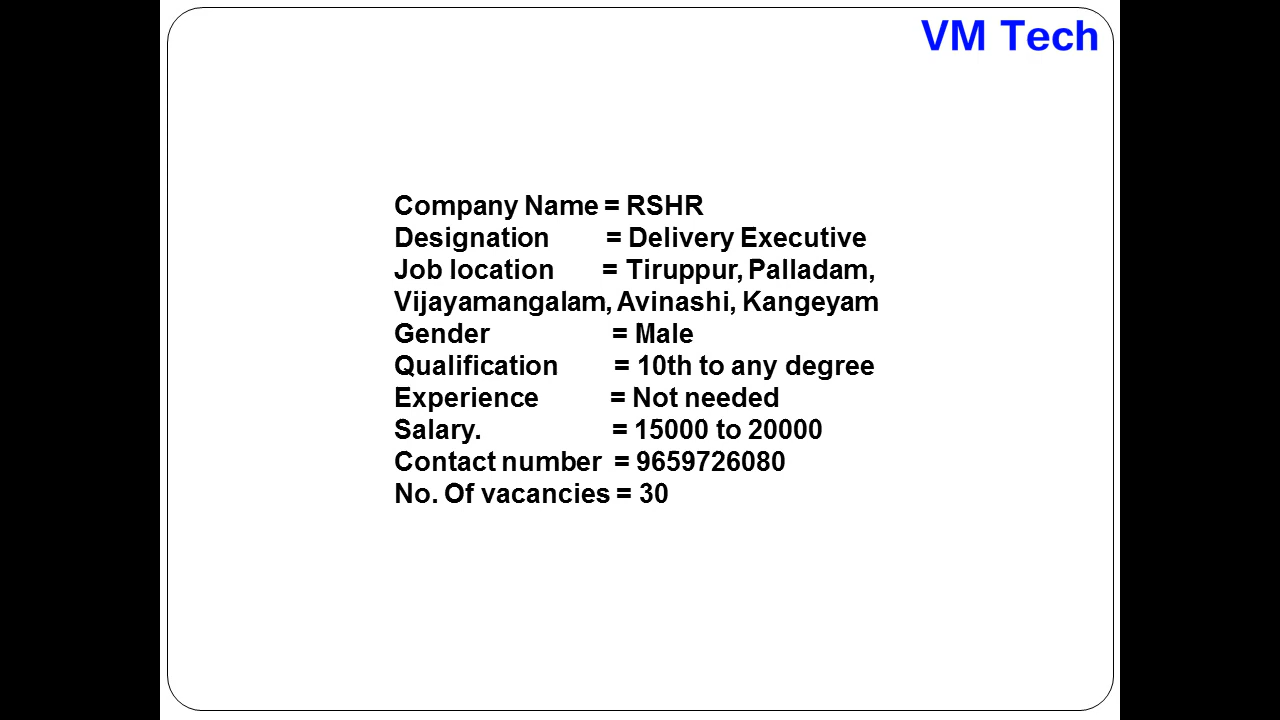 VM Tech
Company Name = RSHR
Designation = Delivery Executive
Job location = Tiruppur, Palladam,
Vijayamangalam, Avinashi, Kangeyam
Gender = Male
Qualification = 10th to any degree
Experience = Not needed
Salary. = 15000 to 20000
Contact number = 9659726080
No. Of vacancies = 30